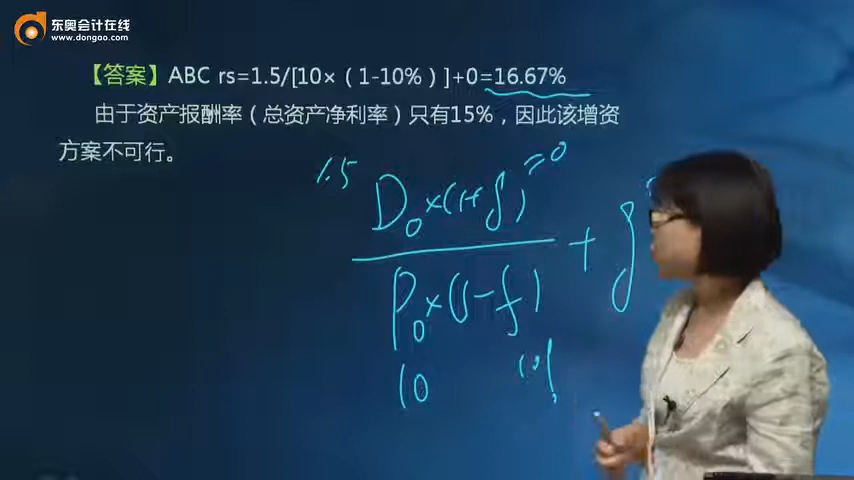 东奥会计在线
www.dongao.com
【答案】ABC rs=1.5/[10×（1-10%）]+0=16.67%
由于资产报酬率（总资产净利率）只有15%，因此该增资
方案不可行。
1.5 D₀×(1+g) =0
+ g
P₀×(1-f)
10